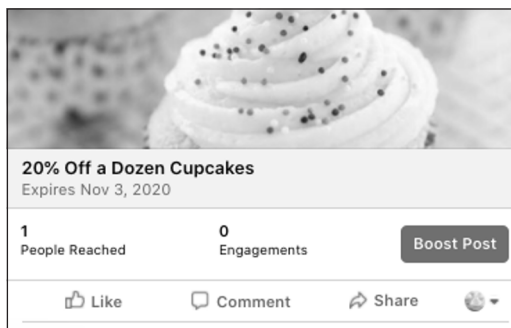 20% Off a Dozen Cupcakes
Expires Nov 3, 2020
1
People Reached
0
Engagements
Boost Post
Like
Comment
Share